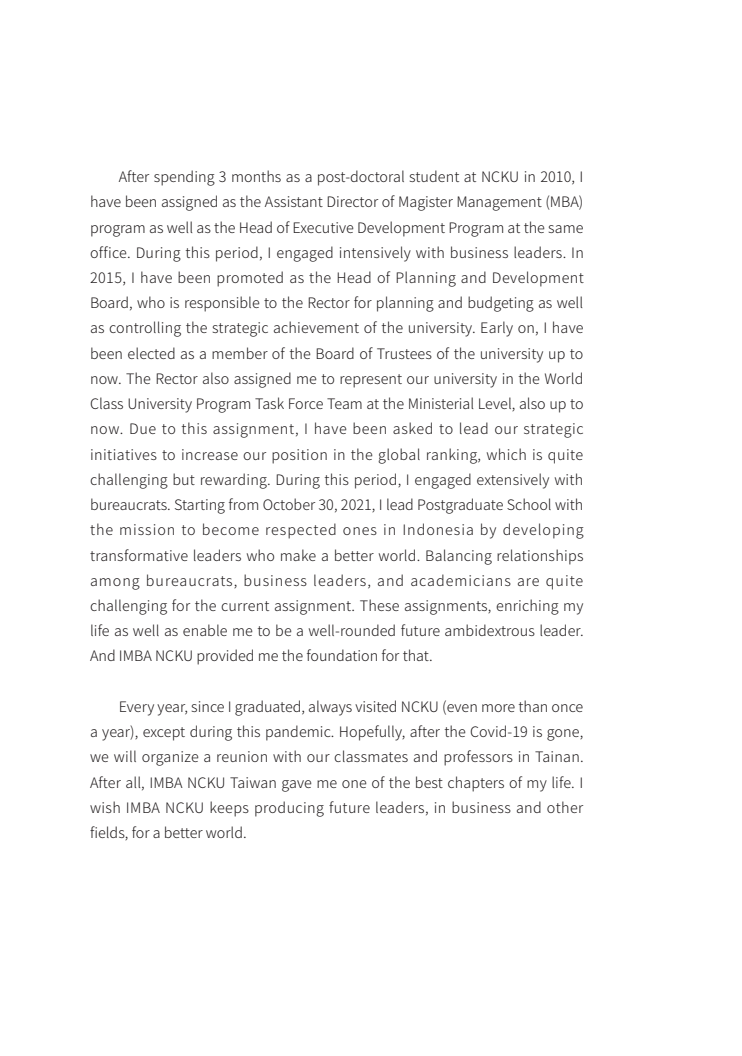 After spending 3 months as a post-doctoral student at NCKU in 2010, I
have been assigned as the Assistant Director of Magister Management (MBA)
program as well as the Head of Executive Development Program at the same
office. During this period, I engaged intensively with business leaders. In
2015, I have been promoted as the Head of Planning and Development
Board, who is responsible to the Rector for planning and budgeting as well
as controlling the strategic achievement of the university. Early on, I have
been elected as a member of the Board of Trustees of the university up to
now. The Rector also assigned me to represent our university in the World
Class University Program Task Force Team at the Ministerial Level, also up to
now. Due to this assignment, I have been asked to lead our strategic
initiatives to increase our position in the global ranking, which is quite
challenging but rewarding. During this period, I engaged extensively with
bureaucrats. Starting from October 30, 2021, I lead Postgraduate School with
the mission to become respected ones in Indonesia by developing
transformative leaders who make a better world. Balancing relationships
among bureaucrats, business leaders, and academicians are quite
challenging for the current assignment. These assignments, enriching my
life as well as enable me to be a well-rounded future ambidextrous leader.
And IMBA NCKU provided me the foundation for that.
Every year, since I graduated, always visited NCKU (even more than once
a year), except during this pandemic. Hopefully, after the Covid-19 is gone,
we will organize a reunion with our classmates and professors in Tainan.
After all, IMBA NCKU Taiwan gave me one of the best chapters of my life. I
wish IMBA NCKU keeps producing future leaders, in business and other
fields, for a better world.